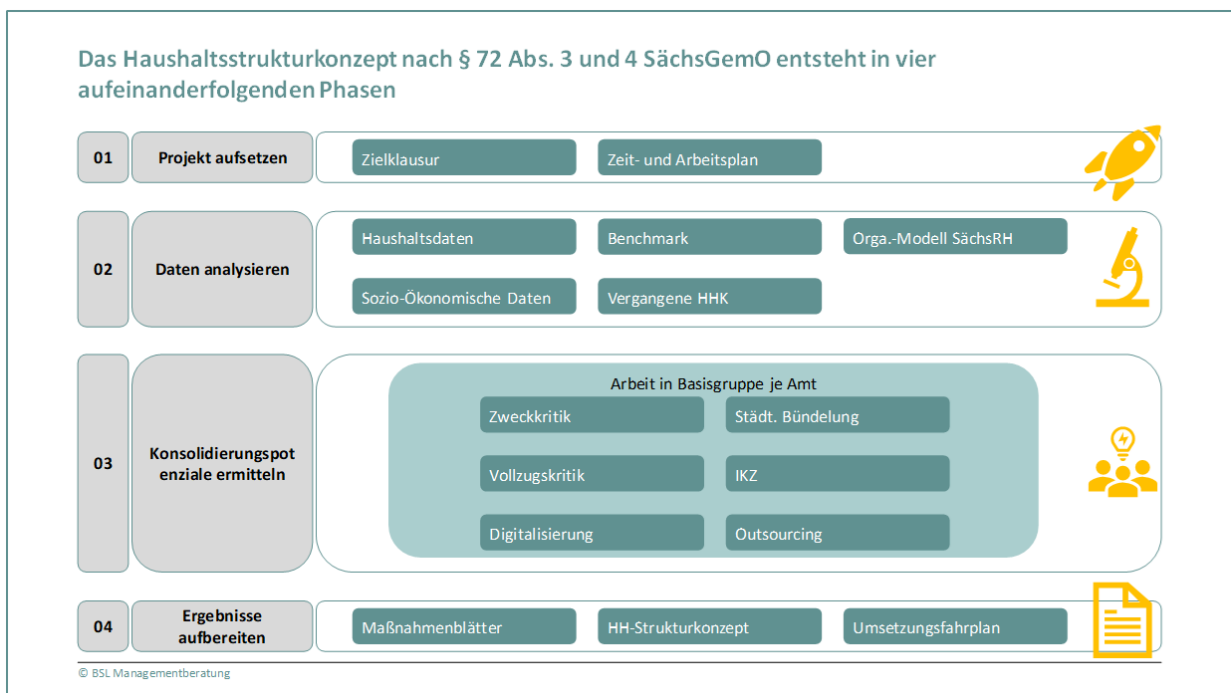 Das Haushaltsstrukturkonzept nach § 72 Abs. 3 und 4 SächsGemO entsteht in vier
aufeinanderfolgenden Phasen
01
Projekt aufsetzen
Zielklausur
Zeit- und Arbeitsplan
02
Daten analysieren
Haushaltsdaten
Benchmark
Orga.-Modell SächsRH
Sozio-Ökonomische Daten
Vergangene HHK
03
Konsolidierungspot
enziale ermitteln
Arbeit in Basisgruppe je Amt
Zweckkritik
Städt. Bündelung
Vollzugskritik
IKZ
Digitalisierung
Outsourcing
04
Ergebnisse
aufbereiten
Maßnahmenblätter
HH-Strukturkonzept
Umsetzungsfahrplan
© BSL Managementberatung